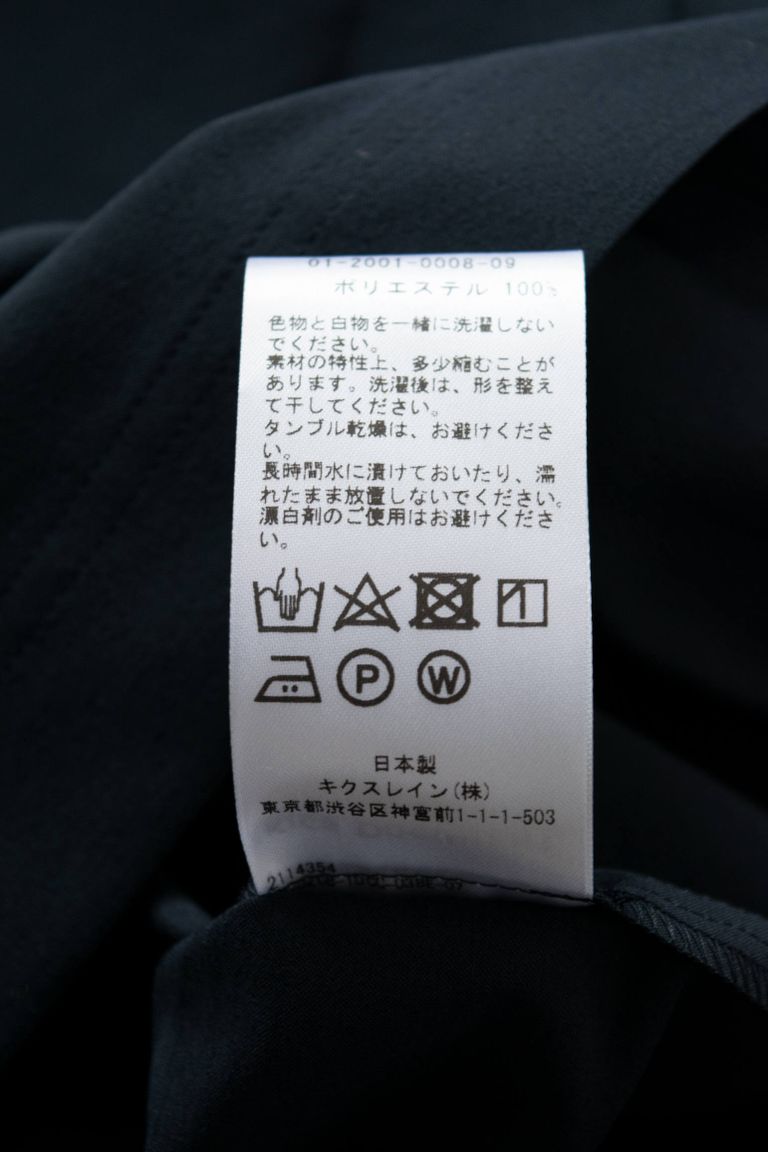 01-2001-0008-09
ポリエステル 100%
色物と白物を一緒に洗濯しない
でください。
素材の特性上、多少縮むことが
あります。洗濯後は、形を整え
て干してください。
タンブル乾燥は、お避けくださ
い。
長時間水に漬けておいたり、濡
れたまま放置しないでください。
漂白剤のご使用はお避けくださ
い。
P W
日本製
キクスレイン(株)
東京都渋谷区神宮前1-1-1-503
2114354